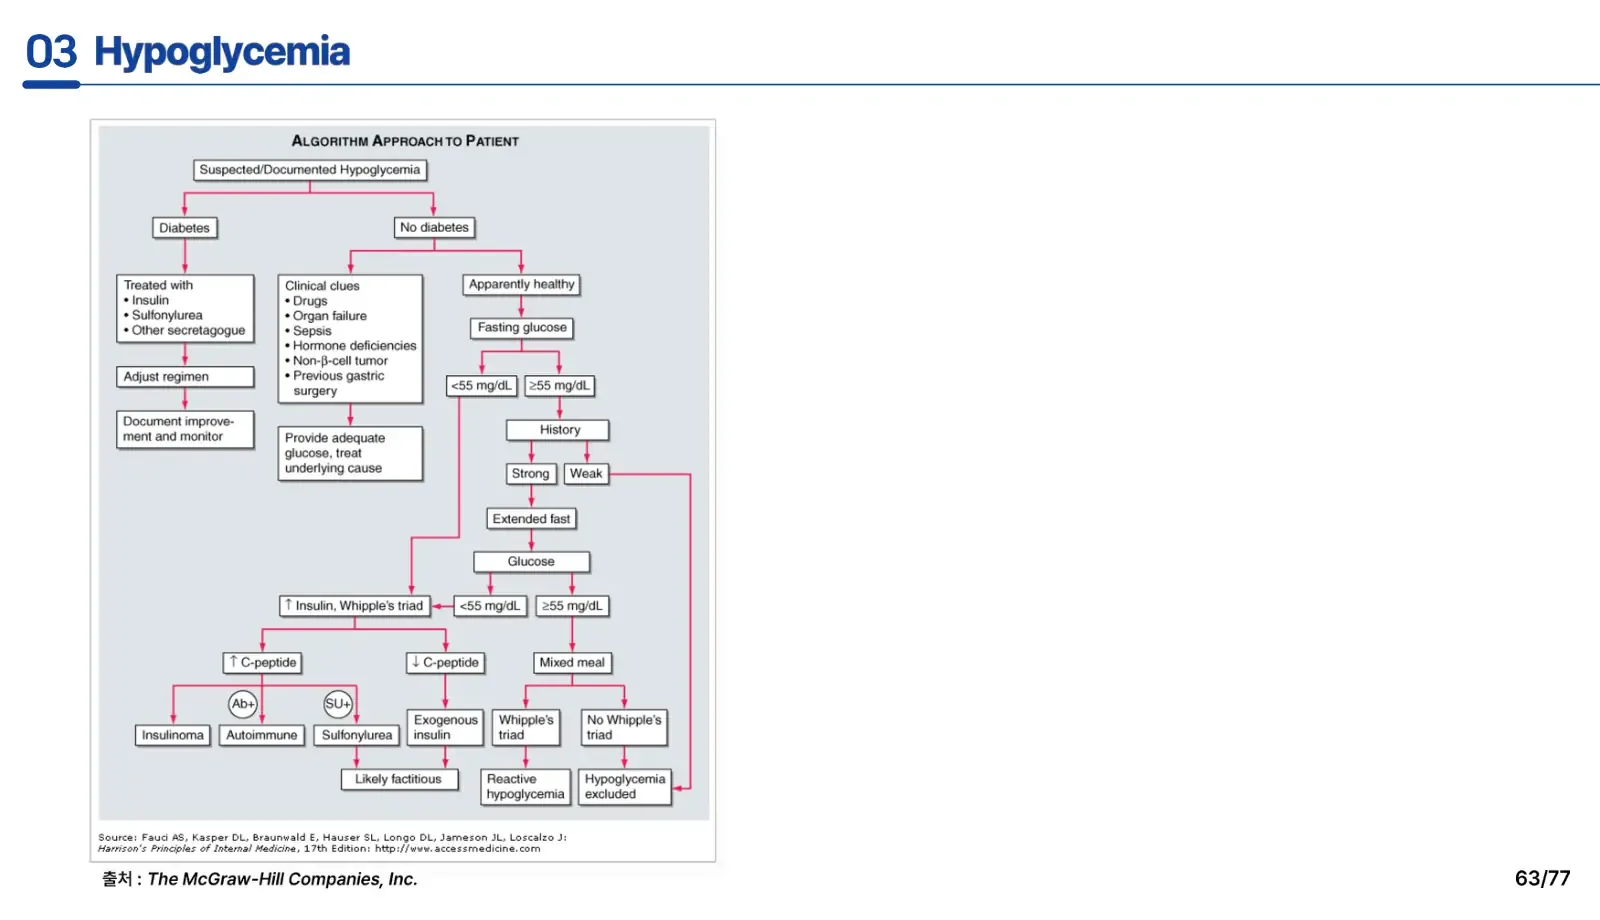 03 Hypoglycemia
ALGORITHM APPROACH TO PATIENT
Suspected/Documented Hypoglycemia
Diabetes
No diabetes
Treated with
• Insulin
• Sulfonylurea
• Other secretagogue
Adjust regimen
Document improve-
ment and monitor
Clinical clues
• Drugs
• Organ failure
• Sepsis
• Hormone deficiencies
• Non-β-cell tumor
• Previous gastric
surgery
Provide adequate
glucose, treat
underlying cause
Apparently healthy
Fasting glucose
<55 mg/dL
≥55 mg/dL
History
Strong
Weak
Extended fast
Glucose
↑ Insulin, Whipple's triad
<55 mg/dL
≥55 mg/dL
↑ C-peptide
↓ C-peptide
Mixed meal
Ab+
SU+
Insulinoma
Autoimmune
Sulfonylurea
Exogenous
insulin
Whipple's
triad
No Whipple's
triad
Likely factitious
Reactive
hypoglycemia
Hypoglycemia
excluded
Source: Fauci AS, Kasper DL, Braunwald E, Hauser SL, Longo DL, Jameson JL, Loscalzo J:
Harrison's Principles of Internal Medicine, 17th Edition: http://www.accessmedicine.com
출처 : The McGraw-Hill Companies, Inc.
63/77